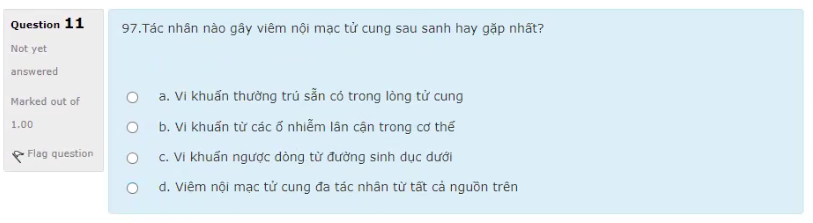 Question 11
Not yet
answered
Marked out of
1.00
Flag question
97.Tác nhân nào gây viêm nội mạc tử cung sau sanh hay gặp nhất?
a. Vi khuẩn thường trú sẵn có trong lòng tử cung
b. Vi khuẩn từ các ổ nhiễm lân cận trong cơ thể
c. Vi khuẩn ngược dòng từ đường sinh dục dưới
d. Viêm nội mạc tử cung đa tác nhân từ tất cả nguồn trên